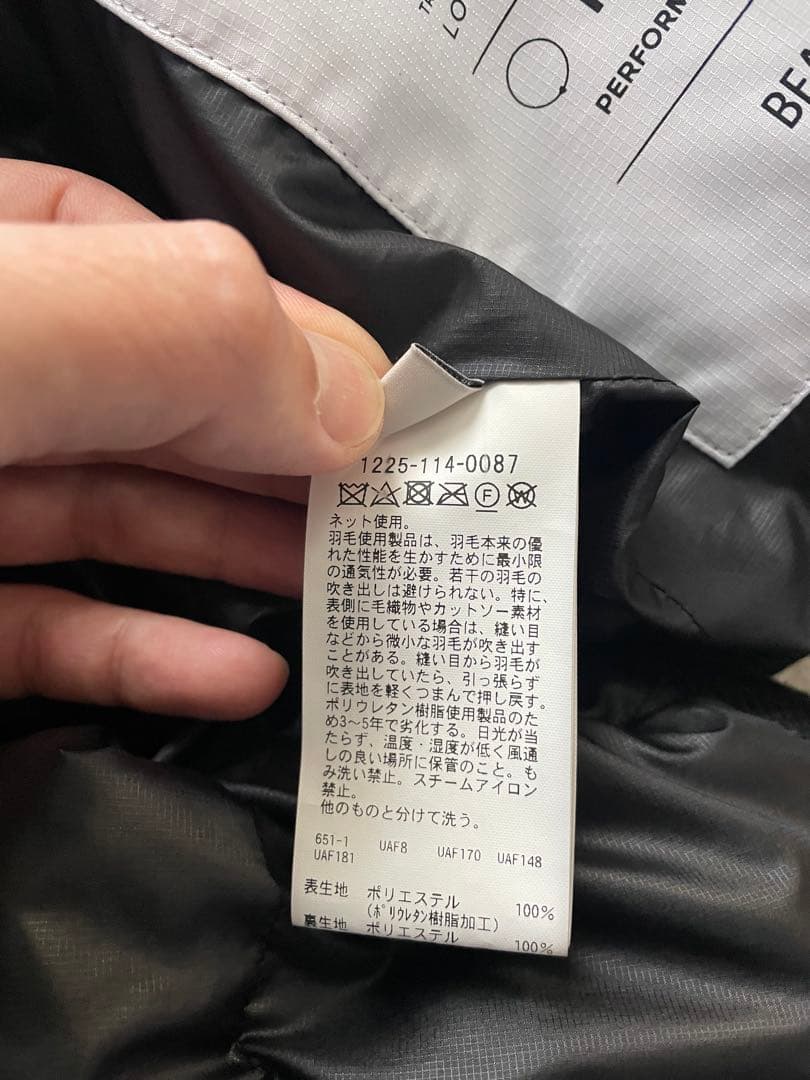 LO
PERFORM
BEA
1225-114-0087
F W
ネット使用。
羽毛使用製品は、羽毛本来の優
れた性能を生かすために最小限
の通気性が必要。若干の羽毛の
吹き出しは避けられない。特に、
表側に毛織物やカットソー素材
を使用している場合は、縫い目
などから微小な羽毛が吹き出す
ことがある。縫い目から羽毛が
吹き出していたら、引っ張らず
に表地を軽くつまんで押し戻す。
ポリウレタン樹脂使用製品のた
め3〜5年で劣化する。日光が当
たらず、温度・湿度が低く風通
しの良い場所に保管のこと。も
み洗い禁止。スチームアイロン
禁止。
他のものと分けて洗う。
651-1 UAF8 UAF170 UAF148
UAF181
表生地 ポリエステル 100%
(ポリウレタン樹脂加工)
裏生地 ポリエステル 100%